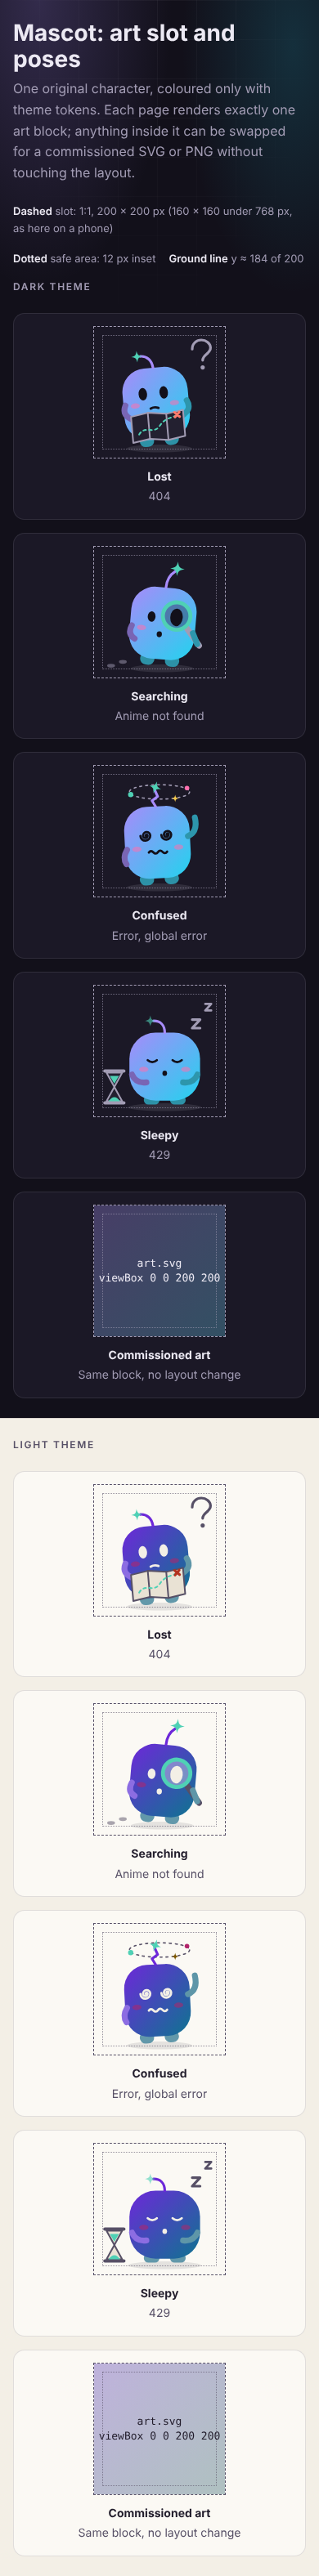 Mascot: art slot and
poses
One original character, coloured only with
theme tokens. Each page renders exactly one
art block; anything inside it can be swapped
for a commissioned SVG or PNG without
touching the layout.
Dashed slot: 1:1, 200 × 200 px (160 × 160 under 768 px,
as here on a phone)
Dotted safe area: 12 px inset Ground line y ≈ 184 of 200
DARK THEME
?
Lost
404
Searching
Anime not found
Confused
Error, global error
z
z
Sleepy
429
art.svg
viewBox 0 0 200 200
Commissioned art
Same block, no layout change
LIGHT THEME
?
Lost
404
Searching
Anime not found
Confused
Error, global error
z
z
Sleepy
429
art.svg
viewBox 0 0 200 200
Commissioned art
Same block, no layout change